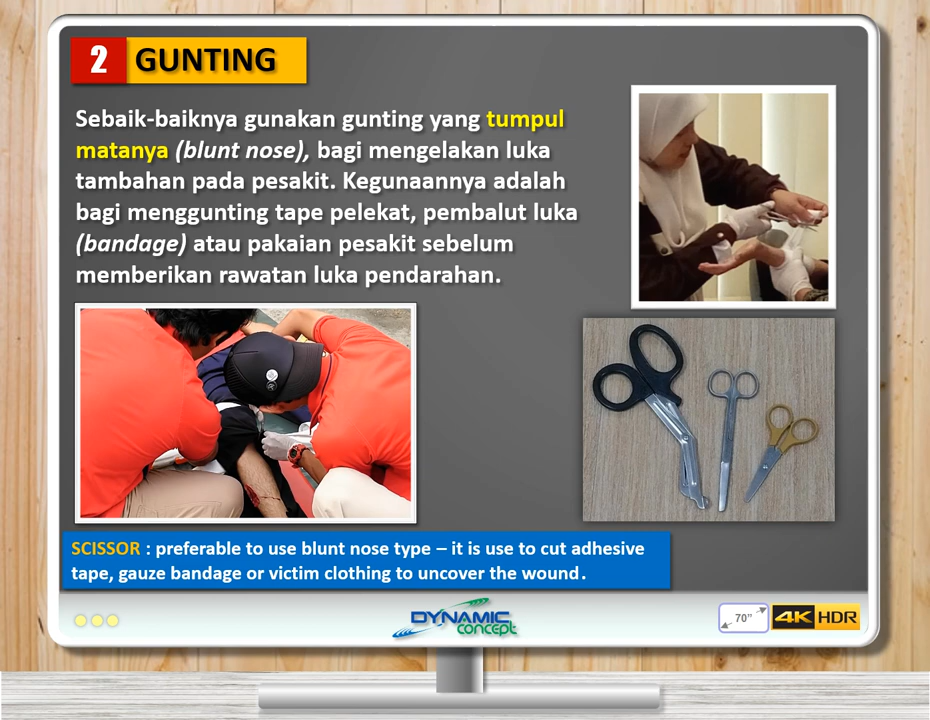 2 GUNTING
Sebaik-baiknya gunakan gunting yang tumpul
matanya (blunt nose), bagi mengelakan luka
tambahan pada pesakit. Kegunaannya adalah
bagi menggunting tape pelekat, pembalut luka
(bandage) atau pakaian pesakit sebelum
memberikan rawatan luka pendarahan.
SCISSOR : preferable to use blunt nose type – it is use to cut adhesive
tape, gauze bandage or victim clothing to uncover the wound.
DYNAMIC
concept
70"
4K HDR